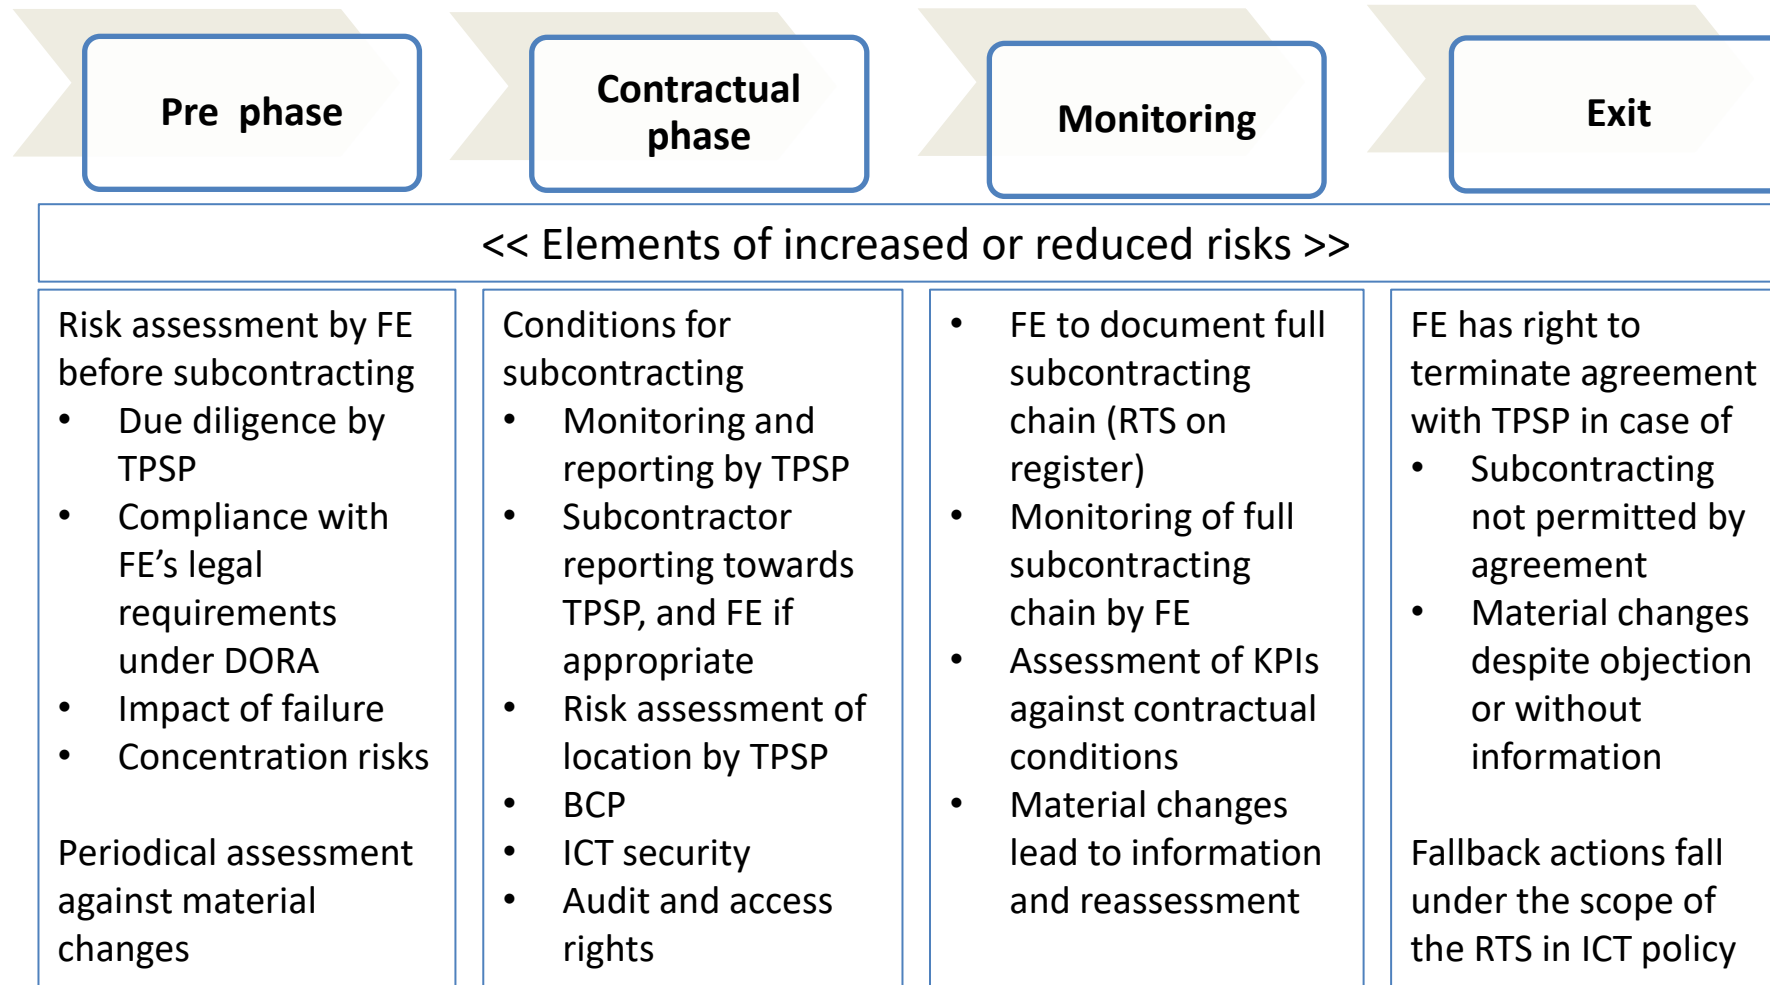 Pre phase
Contractual
phase
Monitoring
Exit
<< Elements of increased or reduced risks >>
Risk assessment by FE
before subcontracting
• Due diligence by
TPSP
• Compliance with
FE’s legal
requirements
under DORA
• Impact of failure
• Concentration risks
Periodical assessment
against material
changes
Conditions for
subcontracting
• Monitoring and
reporting by TPSP
• Subcontractor
reporting towards
TPSP, and FE if
appropriate
• Risk assessment of
location by TPSP
• BCP
• ICT security
• Audit and access
rights
• FE to document full
subcontracting
chain (RTS on
register)
• Monitoring of full
subcontracting
chain by FE
• Assessment of KPIs
against contractual
conditions
• Material changes
lead to information
and reassessment
FE has right to
terminate agreement
with TPSP in case of
• Subcontracting
not permitted by
agreement
• Material changes
despite objection
or without
information
Fallback actions fall
under the scope of
the RTS in ICT policy